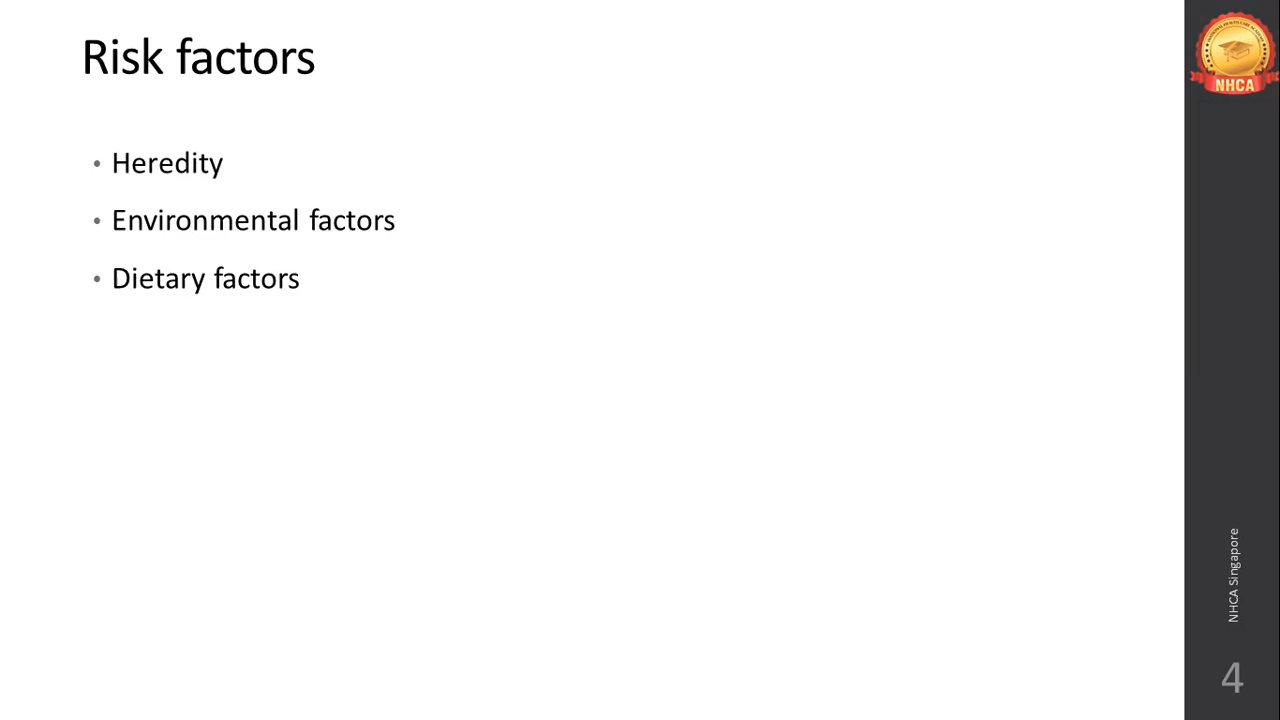 Risk factors
• Heredity
• Environmental factors
• Dietary factors
NHCA
NHCA Singapore
4